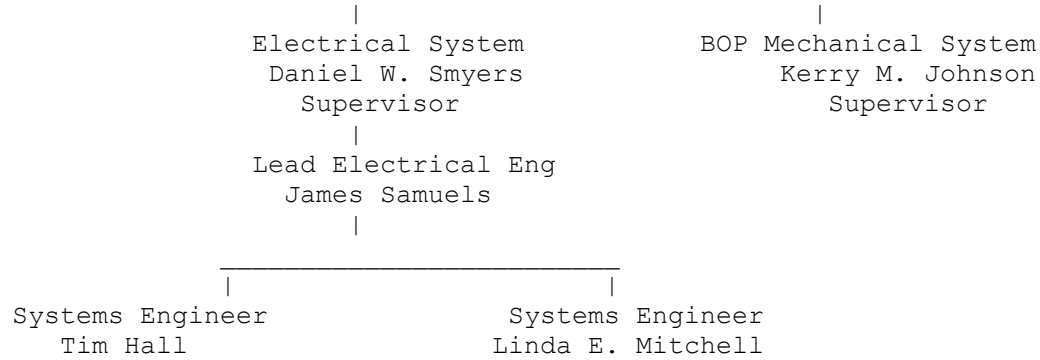 Electrical System BOP Mechanical System
Daniel W. Smyers Kerry M. Johnson
Supervisor Supervisor
Lead Electrical Eng
James Samuels
Systems Engineer Systems Engineer
Tim Hall Linda E. Mitchell